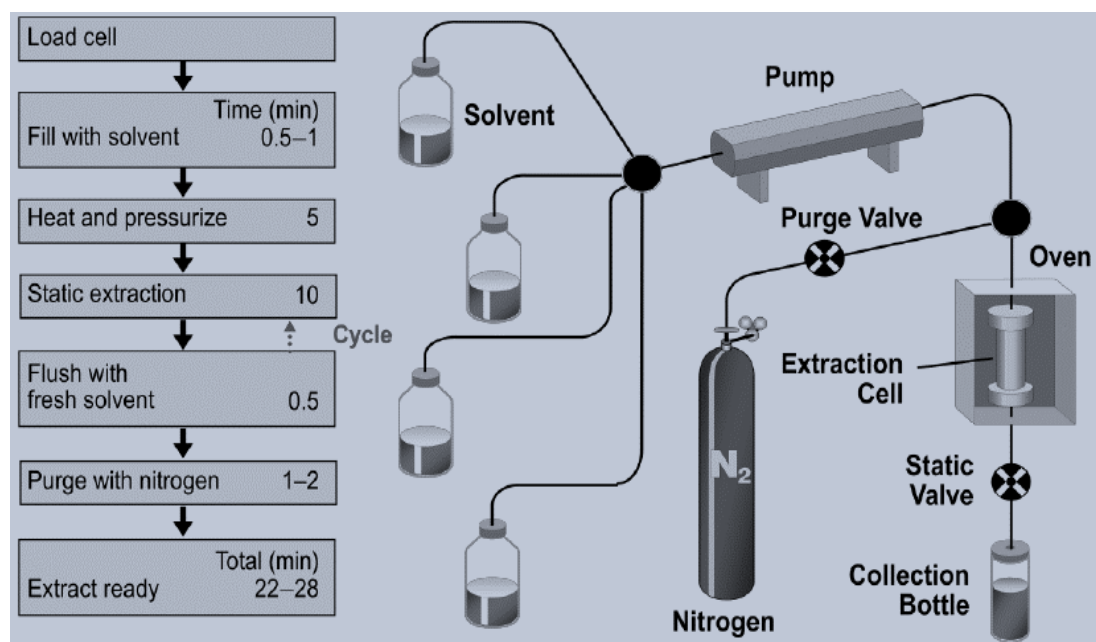 Load cell
Time (min)
Fill with solvent 0.5–1
Heat and pressurize 5
Static extraction 10
Cycle
Flush with
fresh solvent 0.5
Purge with nitrogen 1–2
Total (min)
Extract ready 22–28
Solvent
Pump
Purge Valve
Oven
Extraction
Cell
N2
Static
Valve
Collection
Bottle
Nitrogen